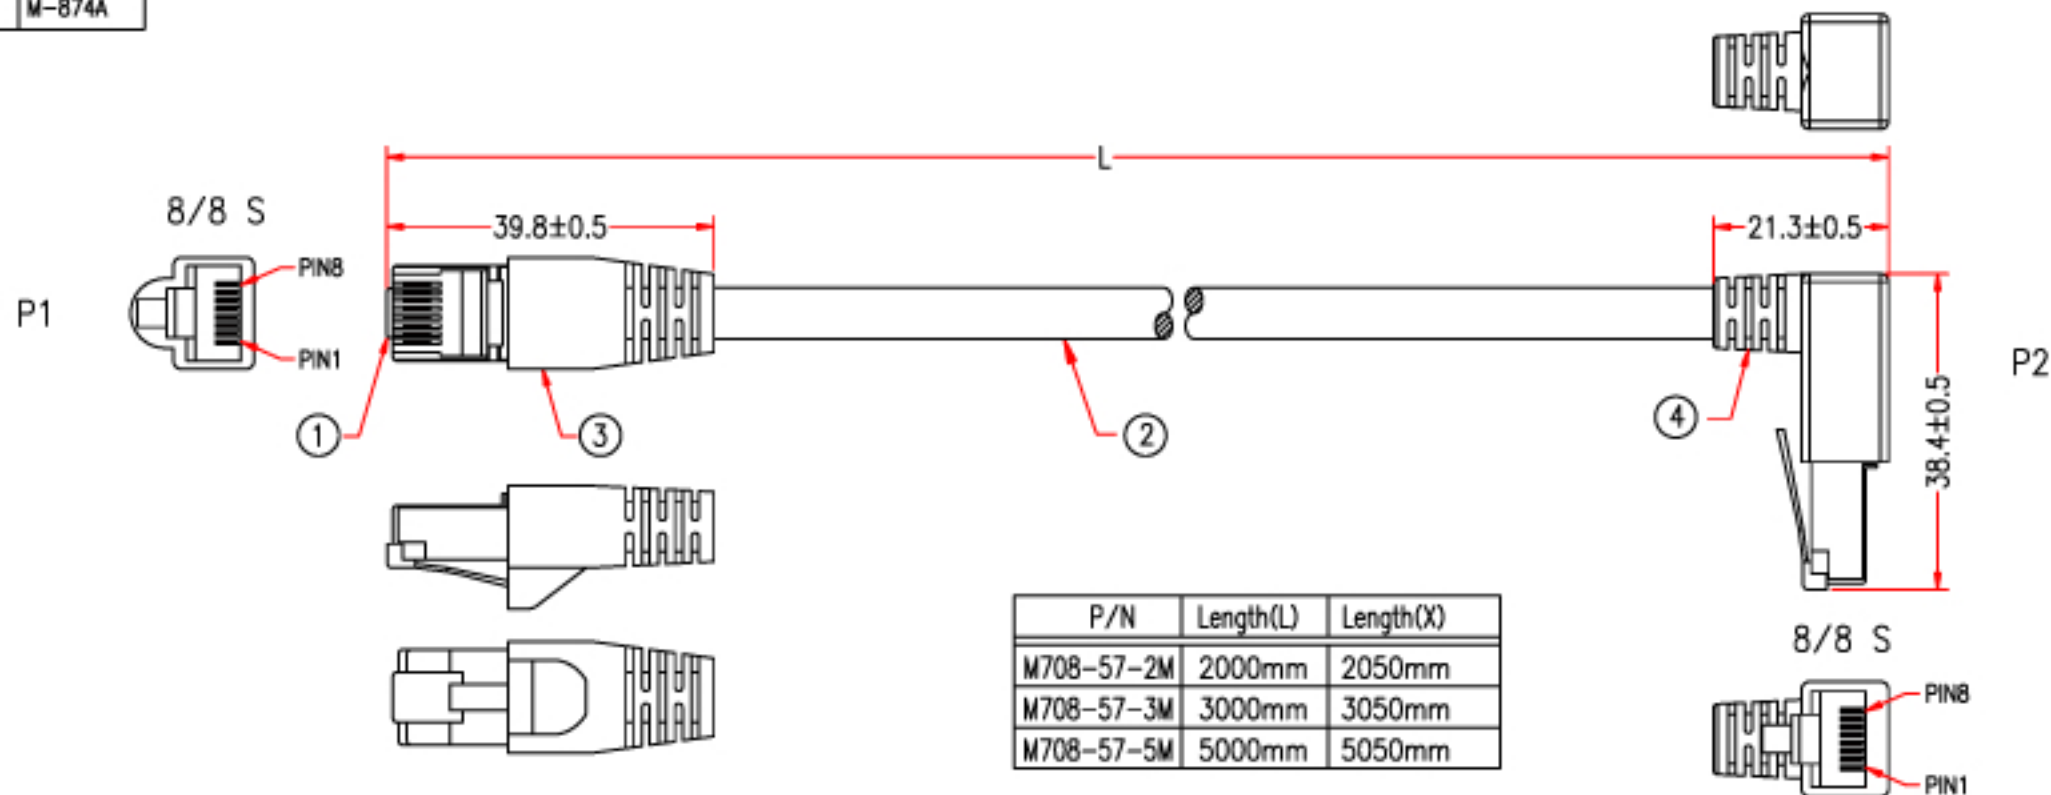 M-874A
L
8/8 S
39.8±0.5
21.3±0.5
PIN8
P1
PIN1
P2
38.4±0.5
1
3
2
4
P/N Length(L) Length(X)
M708-57-2M 2000mm 2050mm
M708-57-3M 3000mm 3050mm
M708-57-5M 5000mm 5050mm
8/8 S
PIN8
PIN1